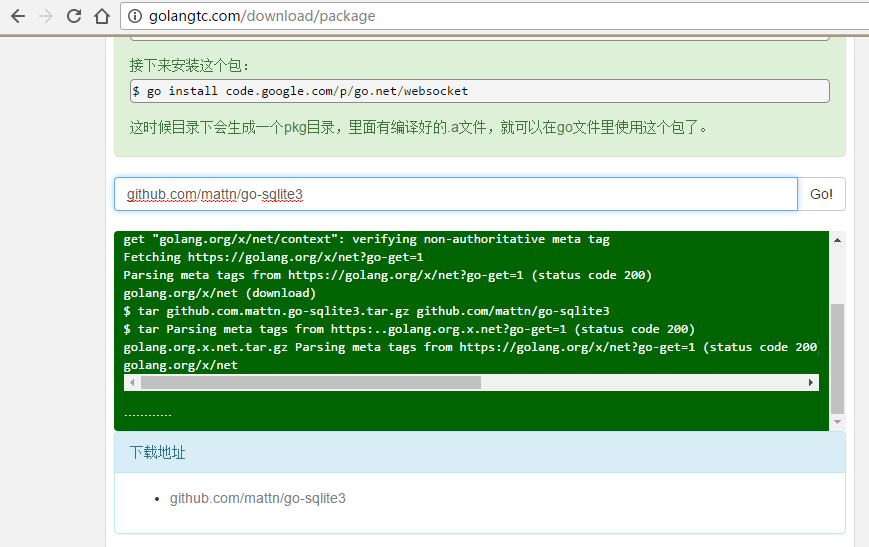 golangtc.com/download/package
接下来安装这个包：
$ go install code.google.com/p/go.net/websocket
这时候目录下会生成一个pkg目录，里面有编译好的.a文件，就可以在go文件里使用这个包了。
github.com/mattn/go-sqlite3 Go!
get "golang.org/x/net/context": verifying non-authoritative meta tag
Fetching https://golang.org/x/net?go-get=1
Parsing meta tags from https://golang.org/x/net?go-get=1 (status code 200)
golang.org/x/net (download)
$ tar github.com.mattn.go-sqlite3.tar.gz github.com/mattn/go-sqlite3
$ tar Parsing meta tags from https:..golang.org.x.net?go-get=1 (status code 200)
golang.org.x.net.tar.gz Parsing meta tags from https://golang.org/x/net?go-get=1 (status code 200
golang.org/x/net
............
下载地址
• github.com/mattn/go-sqlite3